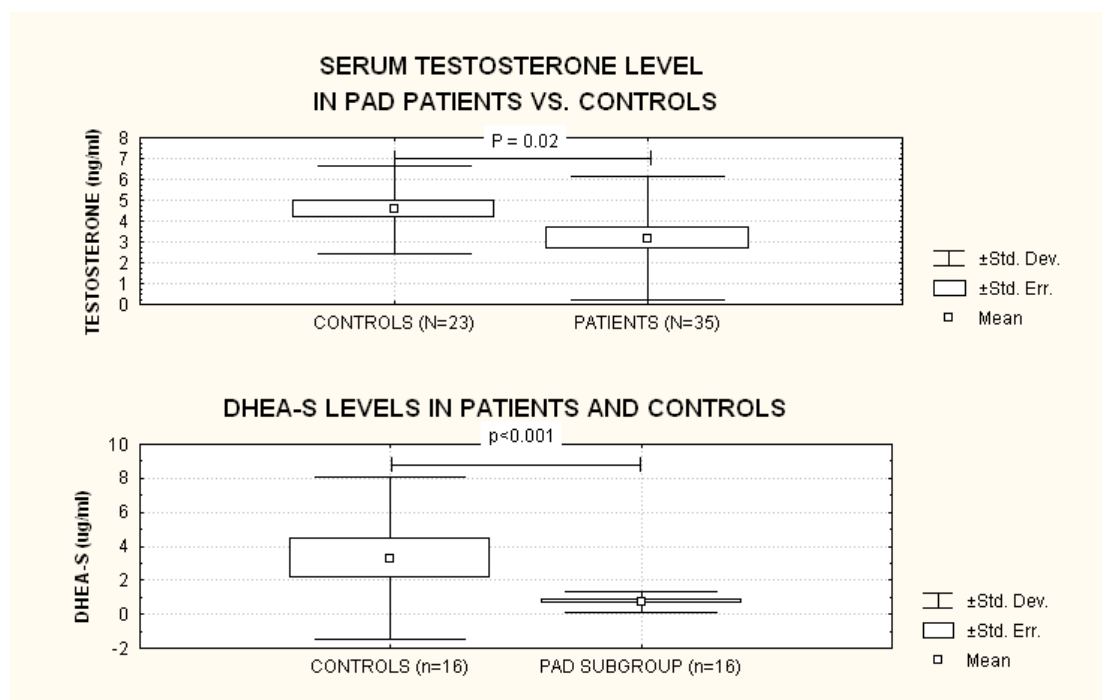 SERUM TESTOSTERONE LEVEL
IN PAD PATIENTS VS. CONTROLS
P = 0.02
TESTOSTERONE (ng/ml)
8
7
6
5
4
3
2
1
0
CONTROLS (N=23)
PATIENTS (N=35)
±Std. Dev.
±Std. Err.
Mean
DHEA-S LEVELS IN PATIENTS AND CONTROLS
p<0.001
DHEA-S (ug/ml)
10
8
6
4
2
0
-2
CONTROLS (n=16)
PAD SUBGROUP (n=16)
±Std. Dev.
±Std. Err.
Mean